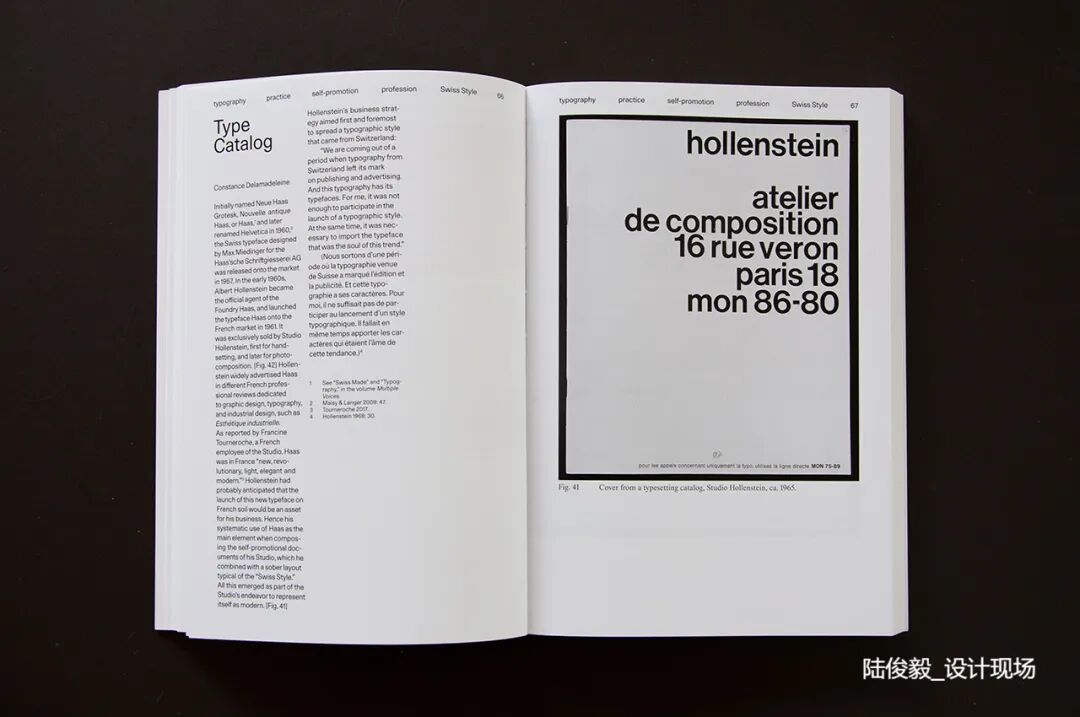 typography practice self-promotion profession Swiss Style 66
Type
Catalog
Constance Delamadeleine
Initially named Neue Haas
Grotesk, Nouvelle antique
Haas, or Haas,¹ and later
renamed Helvetica in 1960,²
the Swiss typeface designed
by Max Miedinger for the
Haas'sche Schriftgiesserei AG
was released onto the market
in 1957. In the early 1960s,
Albert Hollenstein became
the official agent of the
Foundry Haas, and launched
the typeface Haas onto the
French market in 1961. It
was exclusively sold by Studio
Hollenstein, first for hand-
setting, and later for photo-
composition. [Fig. 42] Hollen-
stein widely advertised Haas
in different French profes-
sional reviews dedicated
to graphic design, typography,
and industrial design, such as
Esthétique industrielle.
As reported by Francine
Tourneroche, a French
employee of the Studio, Haas
was in France "new, revo-
lutionary, light, elegant and
modern."³ Hollenstein had
probably anticipated that the
launch of this new typeface on
French soil would be an asset
for his business. Hence his
systematic use of Haas as the
main element when compos-
ing the self-promotional doc-
uments of his Studio, which he
combined with a sober layout
typical of the "Swiss Style."
All this emerged as part of the
Studio's endeavor to represent
itself as modern. [Fig. 41]
Hollenstein's business strat-
egy aimed first and foremost
to spread a typographic style
that came from Switzerland:
"We are coming out of a
period when typography from
Switzerland left its mark
on publishing and advertising.
And this typography has its
typefaces. For me, it was not
enough to participate in the
launch of a typographic style.
At the same time, it was nec-
essary to import the typeface
that was the soul of this trend."
(Nous sortons d'une péri-
ode où la typographie venue
de Suisse a marqué l'édition et
la publicité. Et cette typo-
graphie a ses caractères. Pour
moi, il ne suffisait pas de par-
ticiper au lancement d'un style
typographique. Il fallait en
même temps apporter les car-
actères qui étaient l'âme de
cette tendance.)⁴
1 See "Swiss Made" and "Typog-
raphy," in the volume Multiple
Voices.
2 Maisy & Langer 2009: 47.
3 Tourneroche 2017.
4 Hollenstein 1968: 30.
typography practice self-promotion profession Swiss Style 67
hollenstein
atelier
de composition
16 rue veron
paris 18
mon 86-80
pour les appels concernant uniquement la typo, utilisez la ligne directe MON 75-89
Fig. 41 Cover from a typesetting catalog, Studio Hollenstein, ca. 1965.
陆俊毅_设计现场